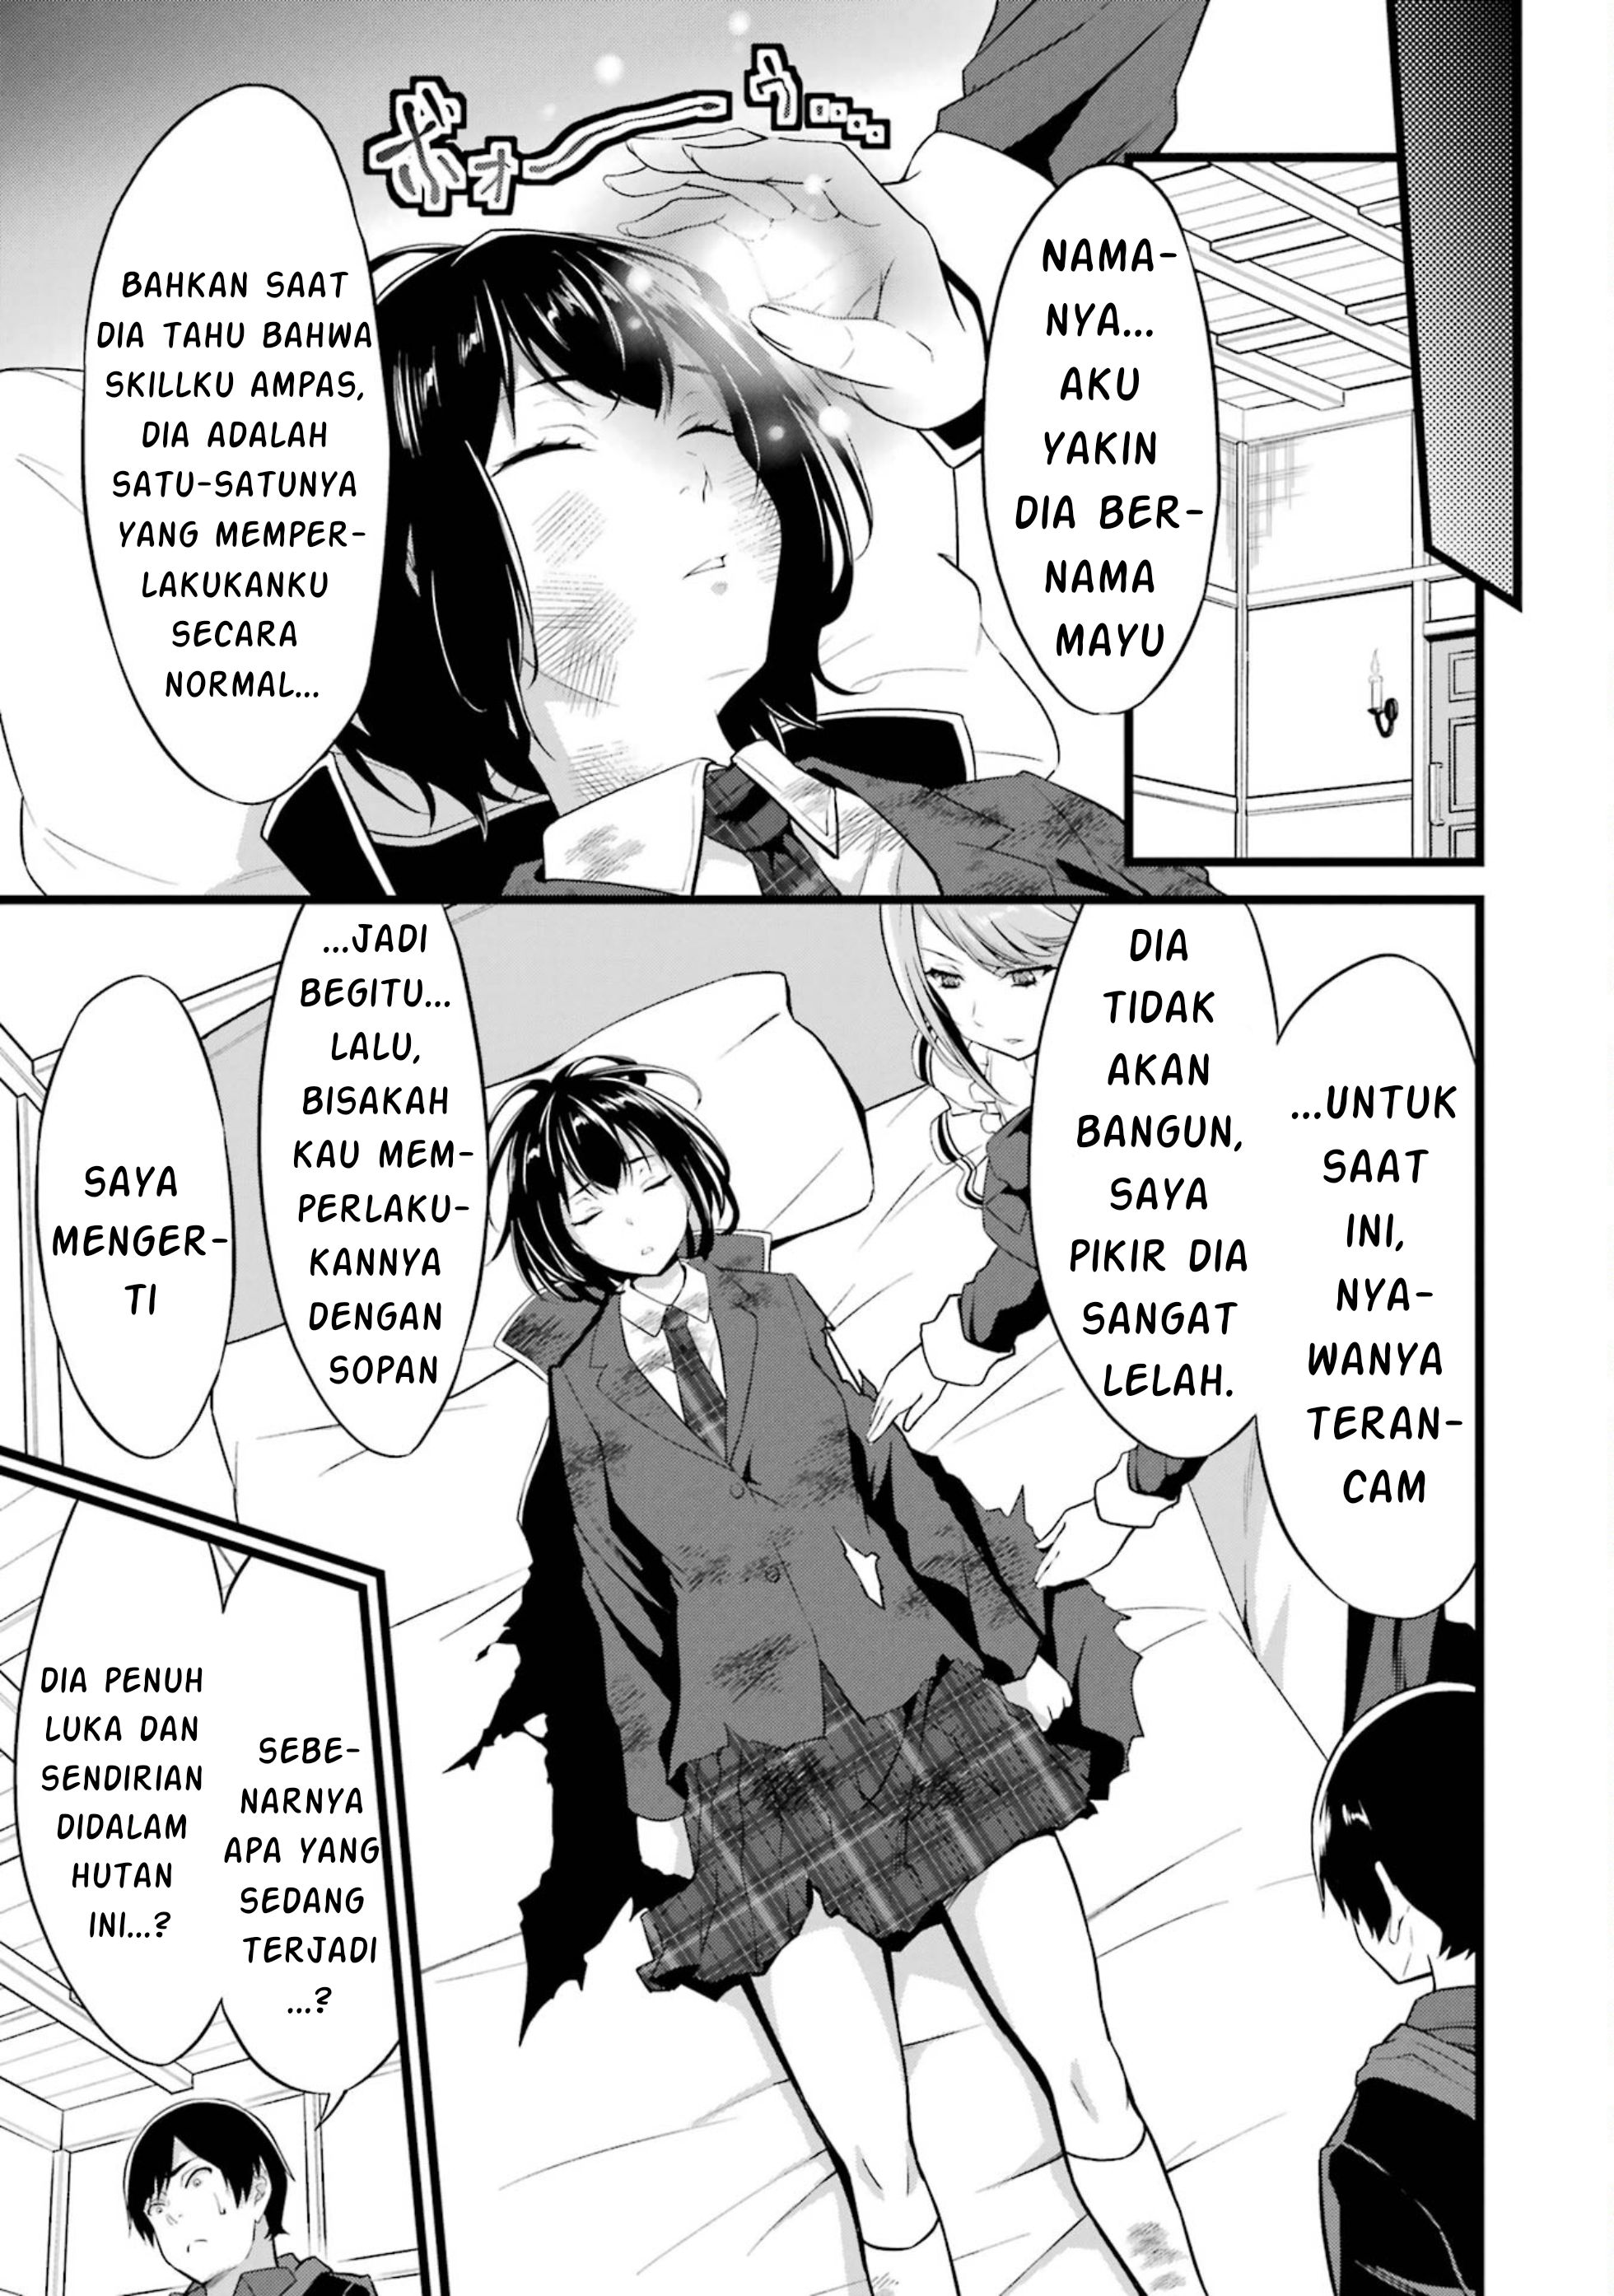 NAMA-
NYA...
AKU
YAKIN
DIA BER-
NAMA
MAYU
ボォーゥ....
BAHKAN SAAT
DIA TAHU BAHWA
SKILLKU AMPAS,
DIA ADALAH
SATU-SATUNYA
YANG MEMPER-
LAKUKANKU
SECARA
NORMAL...
...UNTUK
SAAT
INI,
NYA-
WANYA
TERAN-
CAM
DIA
TIDAK
AKAN
BANGUN,
SAYA
PIKIR DIA
SANGAT
LELAH.
...JADI
BEGITU...
LALU,
BISAKAH
KAU MEM-
PERLAKU-
KANNYA
DENGAN
SOPAN
SAYA
MENGER-
TI
SEBE-
NARNYA
APA YANG
SEDANG
TERJADI
...?
DIA PENUH
LUKA DAN
SENDIRIAN
DIDALAM
HUTAN
INI...?